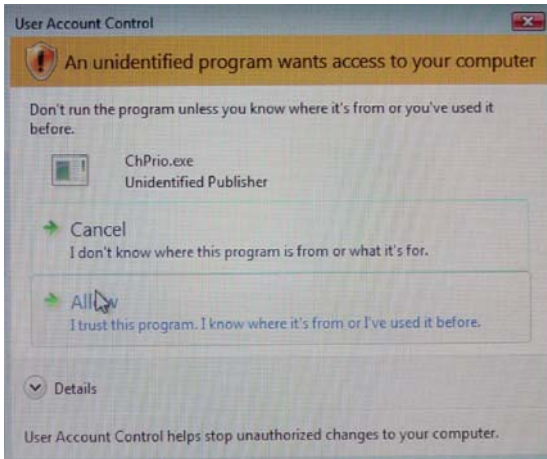 User Account Control
An unidentified program wants access to your computer
Don't run the program unless you know where it's from or you've used it
before.
ChPrio.exe
Unidentified Publisher
Cancel
I don't know where this program is from or what it's for.
Allow
I trust this program. I know where it's from or I've used it before.
Details
User Account Control helps stop unauthorized changes to your computer.